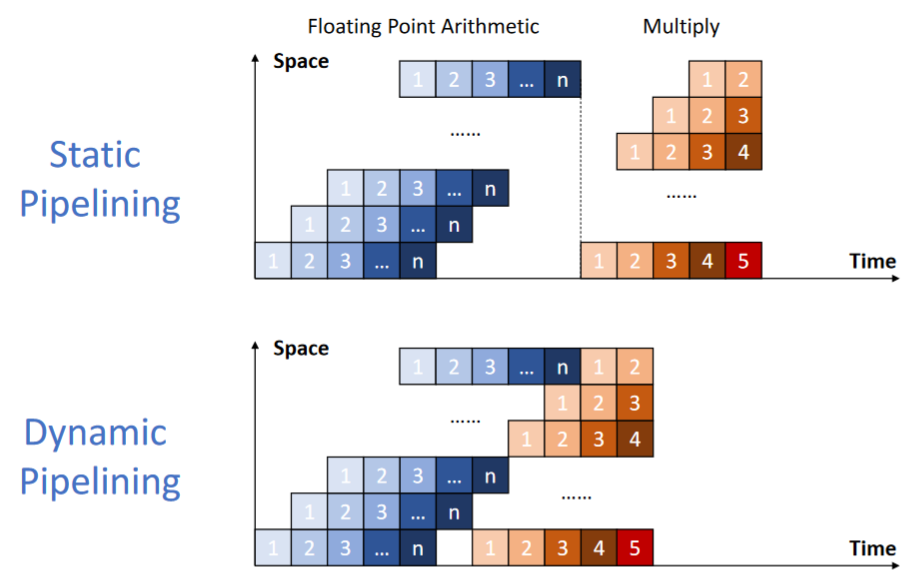 Floating Point Arithmetic Multiply
Space
1 2 3 ... n 1 2
1 2 3
...... 1 2 3 4
Static
Pipelining
1 2 3 ... n ......
1 2 3 ... n
1 2 3 ... n 1 2 3 4 5 Time
Space
1 2 3 ... n 1 2
1 2 3
...... 1 2 3 4
Dynamic
Pipelining
1 2 3 ... n ......
1 2 3 ... n
1 2 3 ... n 1 2 3 4 5 Time